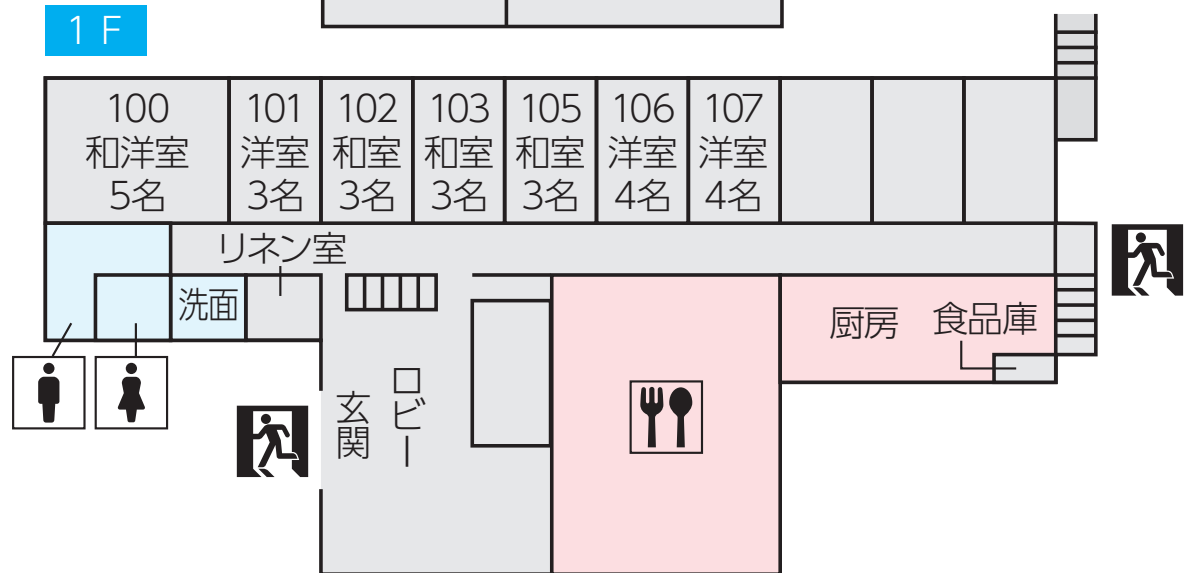 1 F
100
和洋室
5名
101
洋室
3名
102
和室
3名
103
和室
3名
105
和室
3名
106
洋室
4名
107
洋室
4名
リネン室
洗面
厨房
食品庫
玄関
ロビー